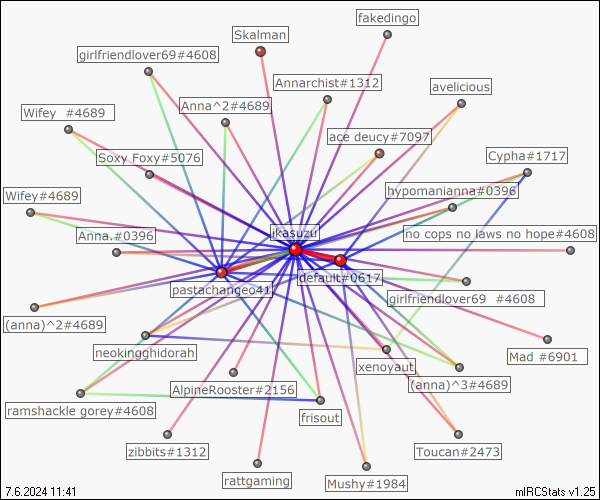 fakedingo
Skalman
girlfriendlover69#4608
Annarchist#1312
avelicious
Anna^2#4689
Wifey  #4689
ace deucy#7097
Soxy Foxy#5076
Cypha#1717
Wifey#4689
hypomanianna#0396
ikasuzu
Anna.#0396
no cops no laws no hope#4608
default#0617
pastachangeo41
girlfriendlover69  #4608
(anna)^2#4689
neokingghidorah
Mad #6901
xenoyaut
(anna)^3#4689
AlpineRooster#2156
ramshackle gorey#4608
frisout
zibbits#1312
Toucan#2473
rattgaming
Mushy#1984
7.6.2024 11:41
mIRCStats v1.25